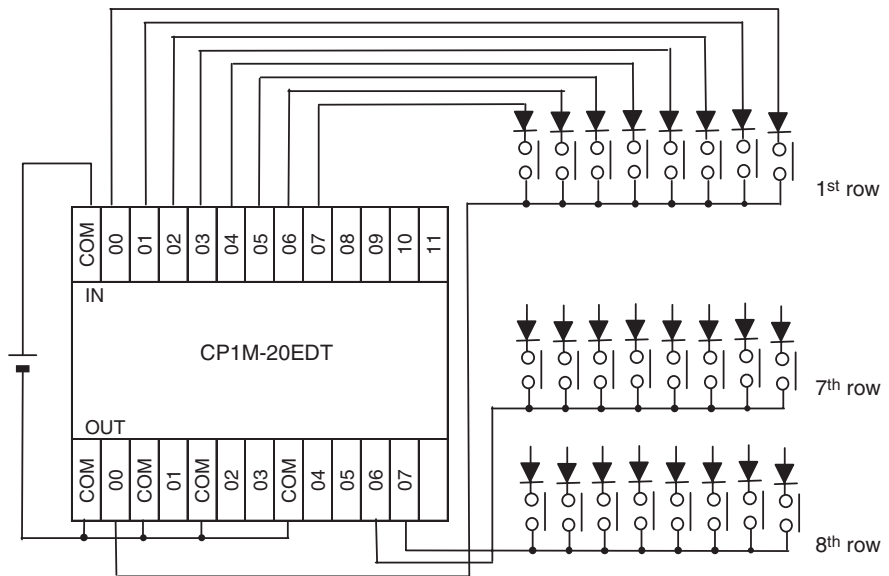 1st row
COM 00 01 02 03 04 05 06 07 08 09 10 11
IN
CP1M-20EDT
7th row
OUT
COM 00 COM 01 COM 02 03 COM 04 05 06 07
8th row